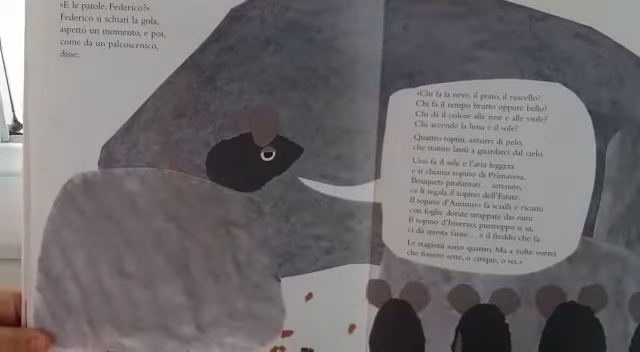 «E le parole, Federico?»
Federico si schiarì la gola,
aspettò un momento, e poi,
come da un palcoscenico,
disse:
«Chi fa la neve, il prato, il ruscello?
Chi fa il tempo brutto oppure bello?
Chi dà il colore alle rose e alle viole?
Chi accende la luna e il sole?
Quattro topini, azzurri di pelo,
che stanno lassù a guardarci dal cielo.
Uno fa il sole e l'aria leggera
e si chiama topino di Primavera.
Bouquets profumati... serenate,
ce li regala il topino dell'Estate.
Il topino d'Autunno fa scialli e ricami
con foglie dorate strappate dai rami.
Il topino d'Inverno, purtroppo si sa,
ci dà questa fame... e il freddo che fa.
Le stagioni sono quattro. Ma a volte vorrei
che fossero sette, o cinque, o sei.»